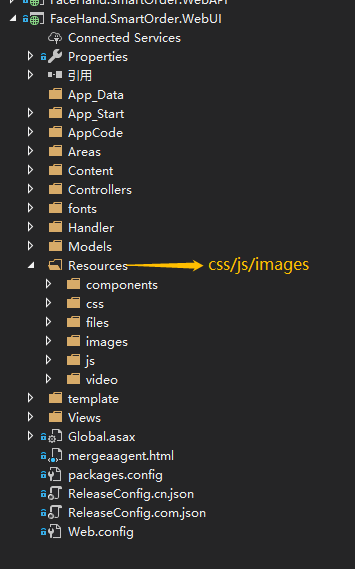 FaceHand.SmartOrder.WebAPI
FaceHand.SmartOrder.WebUI
Connected Services
Properties
引用
App_Data
App_Start
AppCode
Areas
Content
Controllers
fonts
Handler
Models
Resources css/js/images
components
css
files
images
js
video
template
Views
Global.asax
mergeaagent.html
packages.config
ReleaseConfig.cn.json
ReleaseConfig.com.json
Web.config